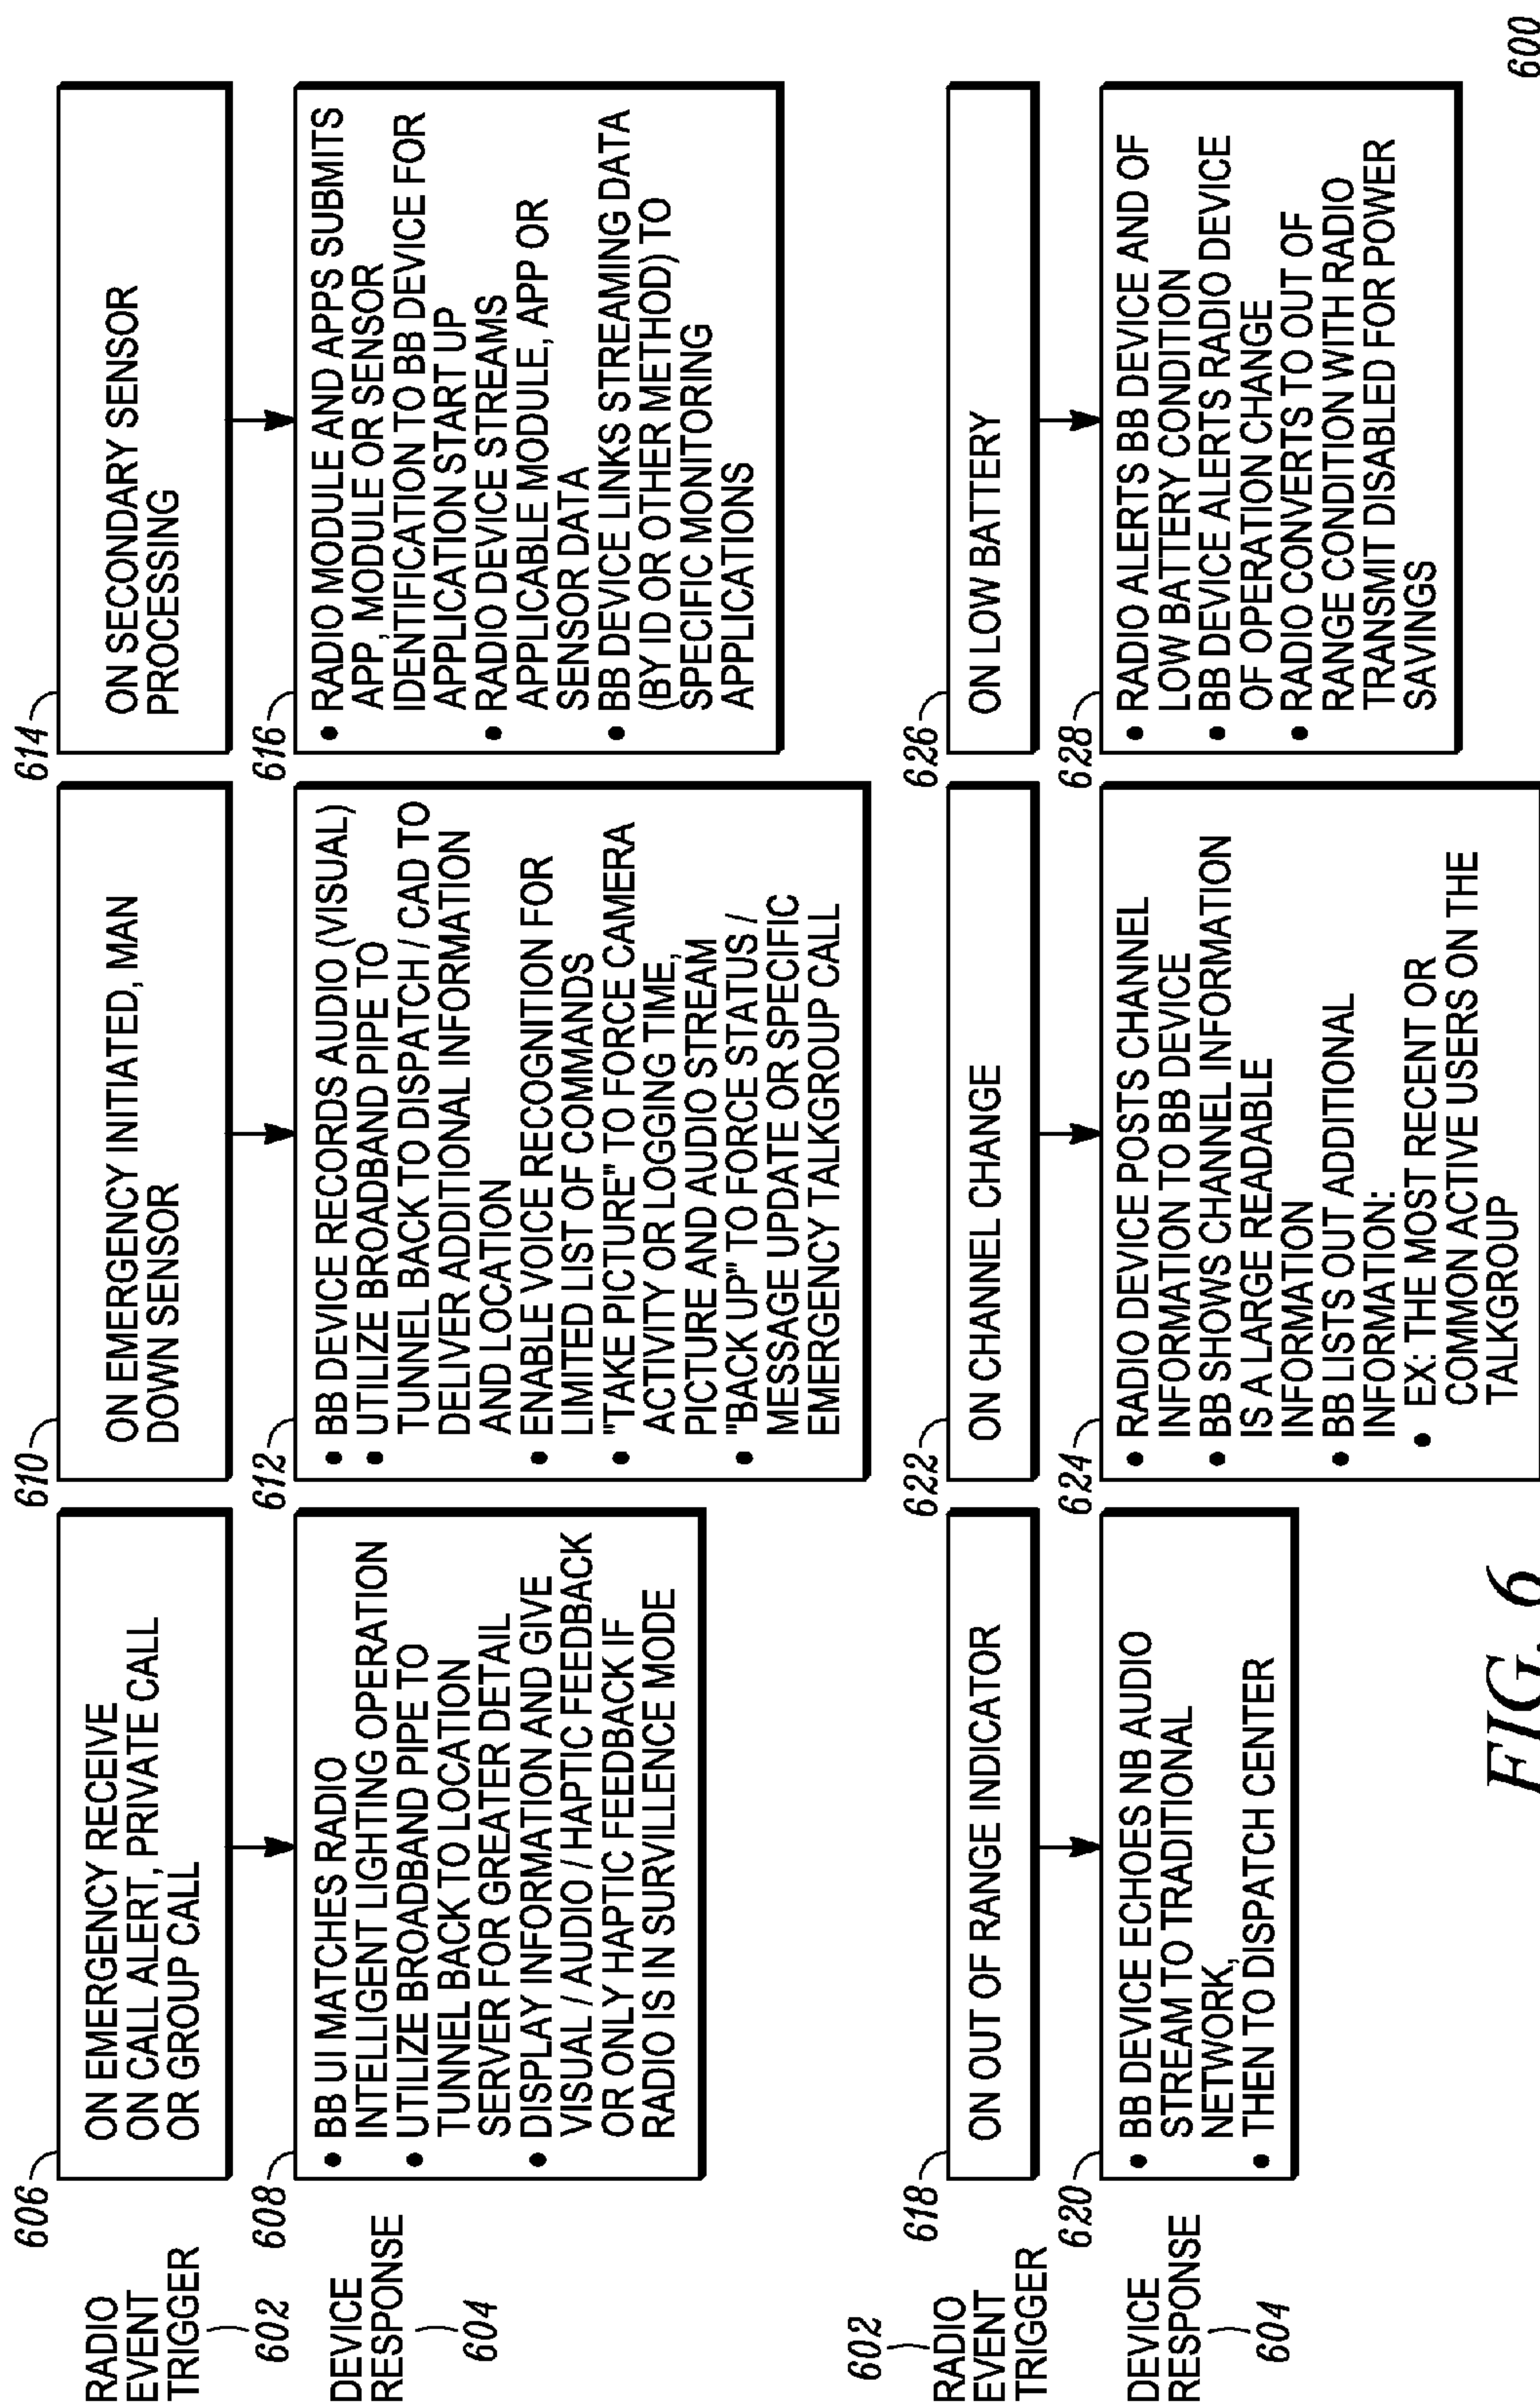 RADIO
EVENT
TRIGGER
602
606
ON EMERGENCY RECEIVE
ON CALL ALERT, PRIVATE CALL
OR GROUP CALL
610
ON EMERGENCY INITIATED, MAN
DOWN SENSOR
614
ON SECONDARY SENSOR
PROCESSING
DEVICE
RESPONSE
604
608
• BB UI MATCHES RADIO
INTELLIGENT LIGHTING OPERATION
• UTILIZE BROADBAND PIPE TO
TUNNEL BACK TO LOCATION
SERVER FOR GREATER DETAIL
• DISPLAY INFORMATION AND GIVE
VISUAL / AUDIO / HAPTIC FEEDBACK
OR ONLY HAPTIC FEEDBACK IF
RADIO IS IN SURVILLENCE MODE
612
• BB DEVICE RECORDS AUDIO (VISUAL)
• UTILIZE BROADBAND PIPE TO
TUNNEL BACK TO DISPATCH / CAD TO
DELIVER ADDITIONAL INFORMATION
AND LOCATION
• ENABLE VOICE RECOGNITION FOR
LIMITED LIST OF COMMANDS
• "TAKE PICTURE" TO FORCE CAMERA
ACTIVITY OR LOGGING TIME,
PICTURE AND AUDIO STREAM
• "BACK UP" TO FORCE STATUS /
MESSAGE UPDATE OR SPECIFIC
EMERGENCY TALKGROUP CALL
616
• RADIO MODULE AND APPS SUBMITS
APP, MODULE OR SENSOR
IDENTIFICATION TO BB DEVICE FOR
APPLICATION START UP
• RADIO DEVICE STREAMS
APPLICABLE MODULE, APP OR
SENSOR DATA
• BB DEVICE LINKS STREAMING DATA
(BY ID OR OTHER METHOD) TO
SPECIFIC MONITORING
APPLICATIONS
602
RADIO
EVENT
TRIGGER
618
ON OUT OF RANGE INDICATOR
622
ON CHANNEL CHANGE
626
ON LOW BATTERY
DEVICE
RESPONSE
604
620
• BB DEVICE ECHOES NB AUDIO
STREAM TO TRADITIONAL
NETWORK,
• THEN TO DISPATCH CENTER
624
• RADIO DEVICE POSTS CHANNEL
INFORMATION TO BB DEVICE
• BB SHOWS CHANNEL INFORMATION
IS A LARGE READABLE
INFORMATION
• BB LISTS OUT ADDITIONAL
INFORMATION:
• EX: THE MOST RECENT OR
COMMON ACTIVE USERS ON THE
TALKGROUP
628
• RADIO ALERTS BB DEVICE AND OF
LOW BATTERY CONDITION
• BB DEVICE ALERTS RADIO DEVICE
OF OPERATION CHANGE
• RADIO CONVERTS TO OUT OF
RANGE CONDITION WITH RADIO
TRANSMIT DISABLED FOR POWER
SAVINGS
FIG. 6
600